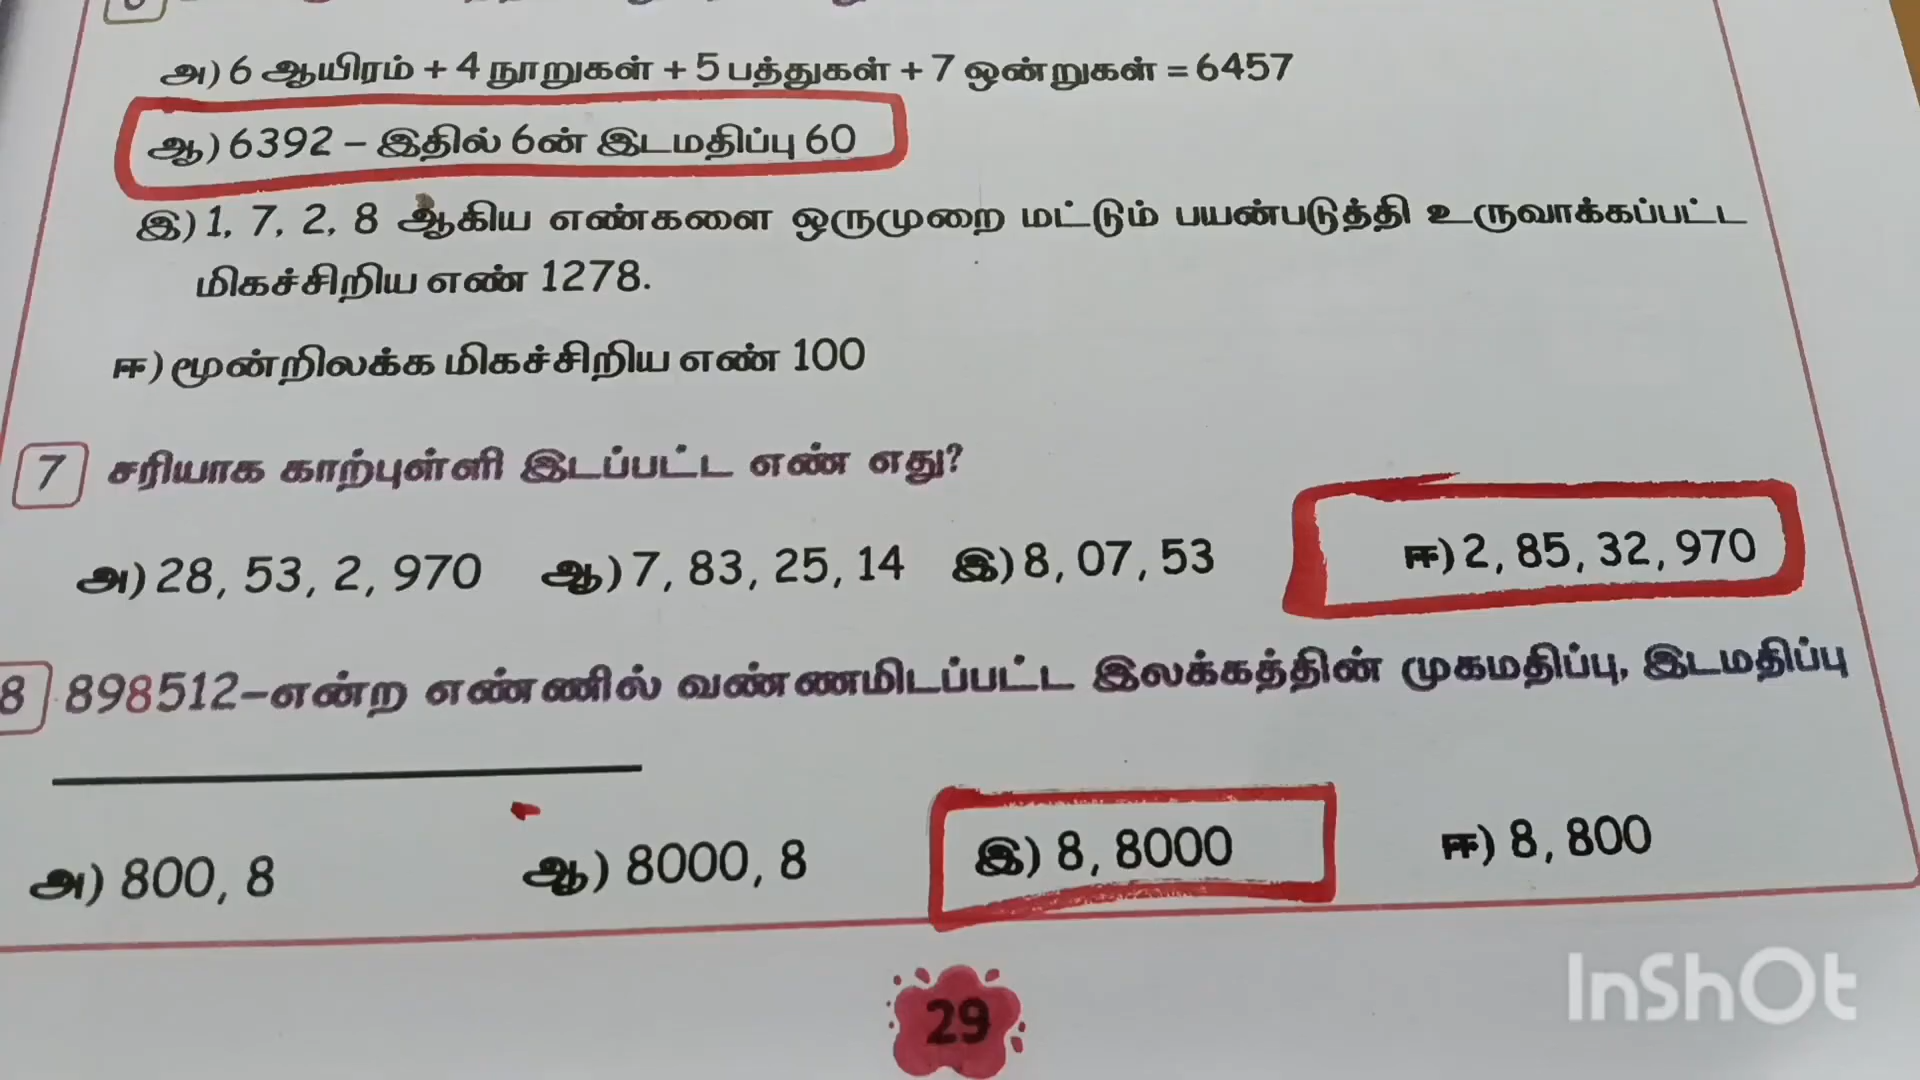 அ) 6 ஆயிரம் + 4 நூறுகள் + 5 பத்துகள் + 7 ஒன்றுகள் = 6457
ஆ) 6392 – இதில் 6ன் இடமதிப்பு 60
இ) 1, 7, 2, 8 ஆகிய எண்களை ஒருமுறை மட்டும் பயன்படுத்தி உருவாக்கப்பட்ட
மிகச்சிறிய எண் 1278.
ஈ) மூன்றிலக்க மிகச்சிறிய எண் 100
7 சரியாக காற்புள்ளி இடப்பட்ட எண் எது?
அ) 28, 53, 2, 970 ஆ) 7, 83, 25, 14 இ) 8, 07, 53 ஈ) 2, 85, 32, 970
8 898512–என்ற எண்ணில் வண்ணமிடப்பட்ட இலக்கத்தின் முகமதிப்பு, இடமதிப்பு
அ) 800, 8 ஆ) 8000, 8 இ) 8, 8000 ஈ) 8, 800
29
InShOt